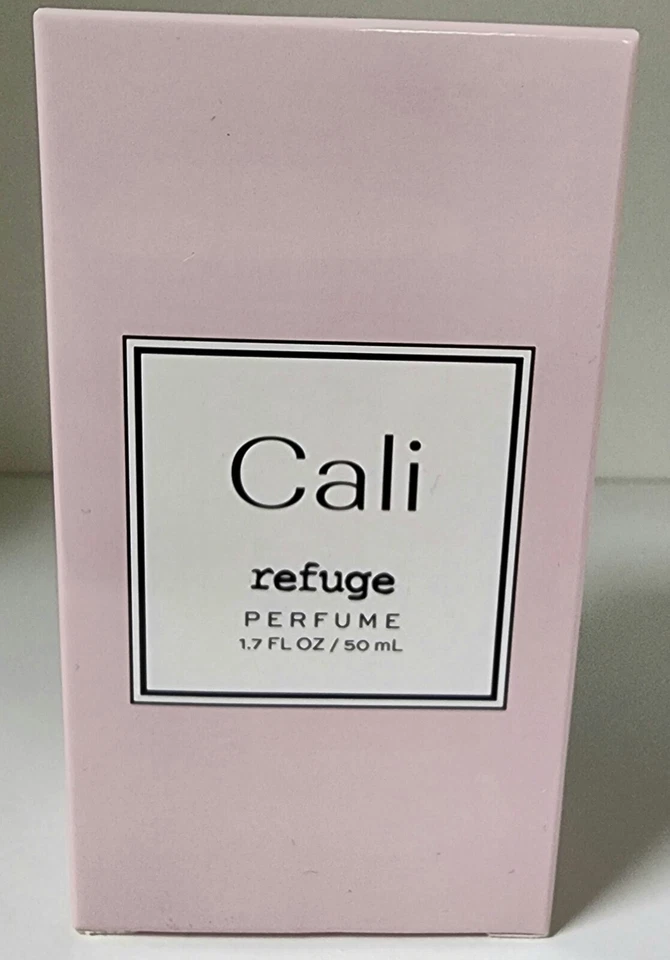 Cali
refuge
PERFUME
1.7 FL OZ / 50 mL